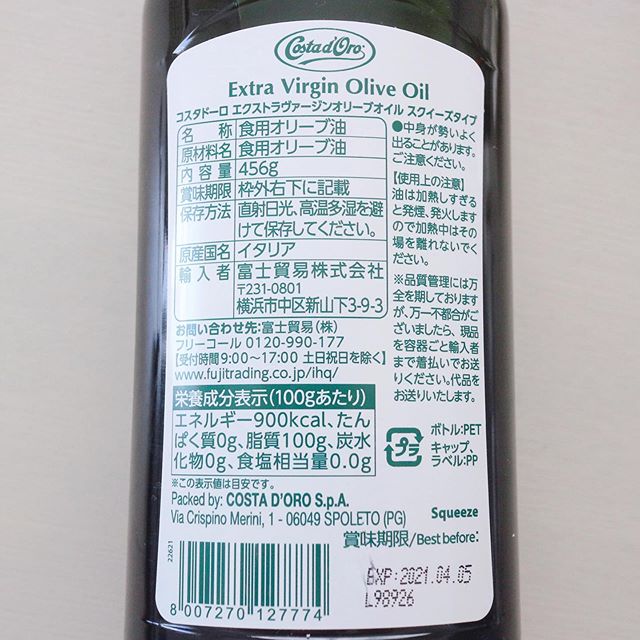 Costa d'Oro
Extra Virgin Olive Oil
コスタドーロ エクストラヴァージンオリーブオイル スクイーズタイプ
名称 食用オリーブ油
原材料名 食用オリーブ油
内容量 456g
賞味期限 枠外右下に記載
保存方法 直射日光、高温多湿を避
けて保存してください。
原産国名 イタリア
輸入者 富士貿易株式会社
〒231-0801
横浜市中区新山下3-9-3
お問い合わせ先:富士貿易(株)
フリーコール 0120-990-177
【受付時間9:00~17:00 土日祝日を除く】
www.fujitrading.co.jp/ihq/
●中身が勢いよく
出ることがあります。
ご注意ください。
【使用上の注意】
油は加熱しすぎる
と発煙、発火します
ので加熱中はその
場を離れないでく
ださい。
※品質管理には万
全を期しております
が、万一不都合がご
ざいましたら、現品
を容器ごと輸入者
まで着払いでお送
りください。代品を
お送りいたします。
栄養成分表示(100gあたり)
エネルギー900kcal、たん
ぱく質0g、脂質100g、炭水
化物0g、食塩相当量0.0g
※この表示値は目安です。
プラ
ボトル:PET
キャップ、
ラベル:PP
Packed by: COSTA D'ORO S.p.A.
Via Crispino Merini, 1 - 06049 SPOLETO (PG)
Squeeze
賞味期限/Best before:
EXP:2021.04.05
L98926
22621
8 007270 127774